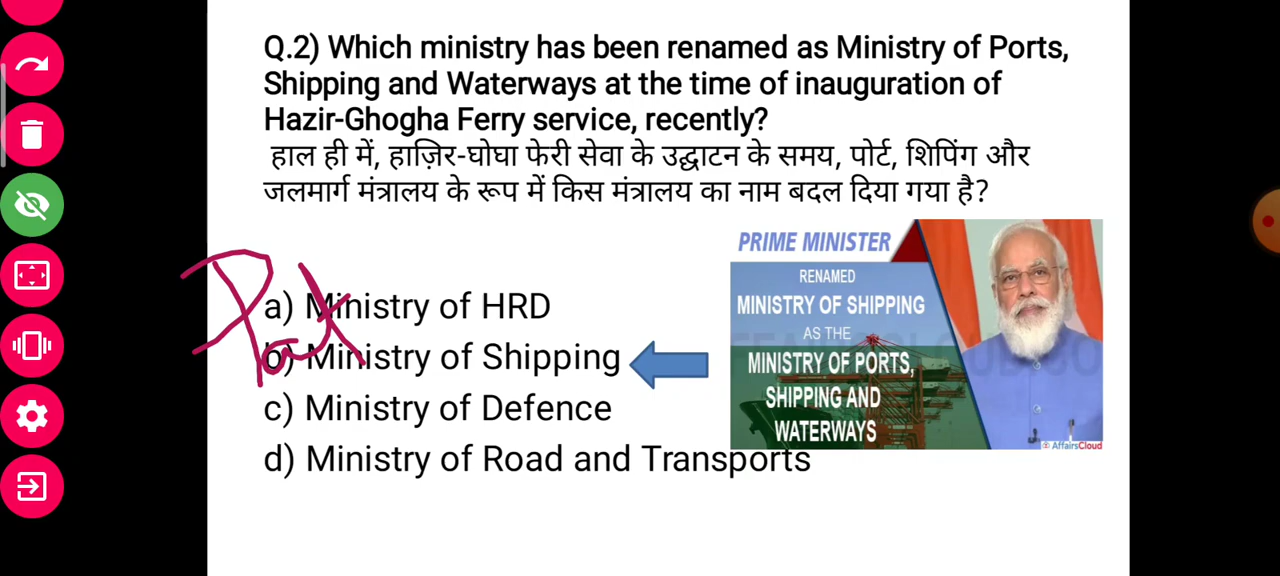 Q.2) Which ministry has been renamed as Ministry of Ports,
Shipping and Waterways at the time of inauguration of
Hazir-Ghogha Ferry service, recently?
हाल ही में, हाज़िर-घोघा फेरी सेवा के उद्घाटन के समय, पोर्ट, शिपिंग और
जलमार्ग मंत्रालय के रूप में किस मंत्रालय का नाम बदल दिया गया है?
a) Ministry of HRD
b) Ministry of Shipping
c) Ministry of Defence
d) Ministry of Road and Transports
PRIME MINISTER
RENAMED
MINISTRY OF SHIPPING
AS THE
MINISTRY OF PORTS,
SHIPPING AND
WATERWAYS
AffairsCloud